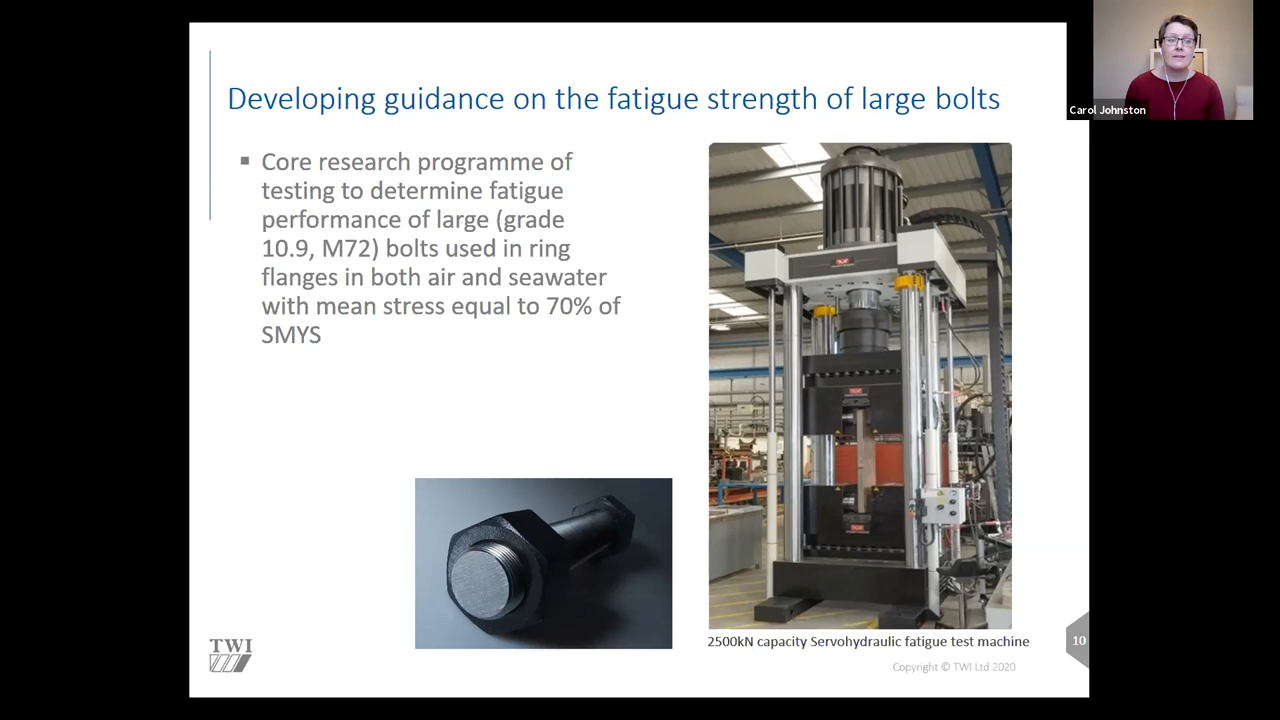 Carol Johnston
Developing guidance on the fatigue strength of large bolts
▪ Core research programme of
testing to determine fatigue
performance of large (grade
10.9, M72) bolts used in ring
flanges in both air and seawater
with mean stress equal to 70% of
SMYS
2500kN capacity Servohydraulic fatigue test machine
10
TWI
Copyright © TWI Ltd 2020